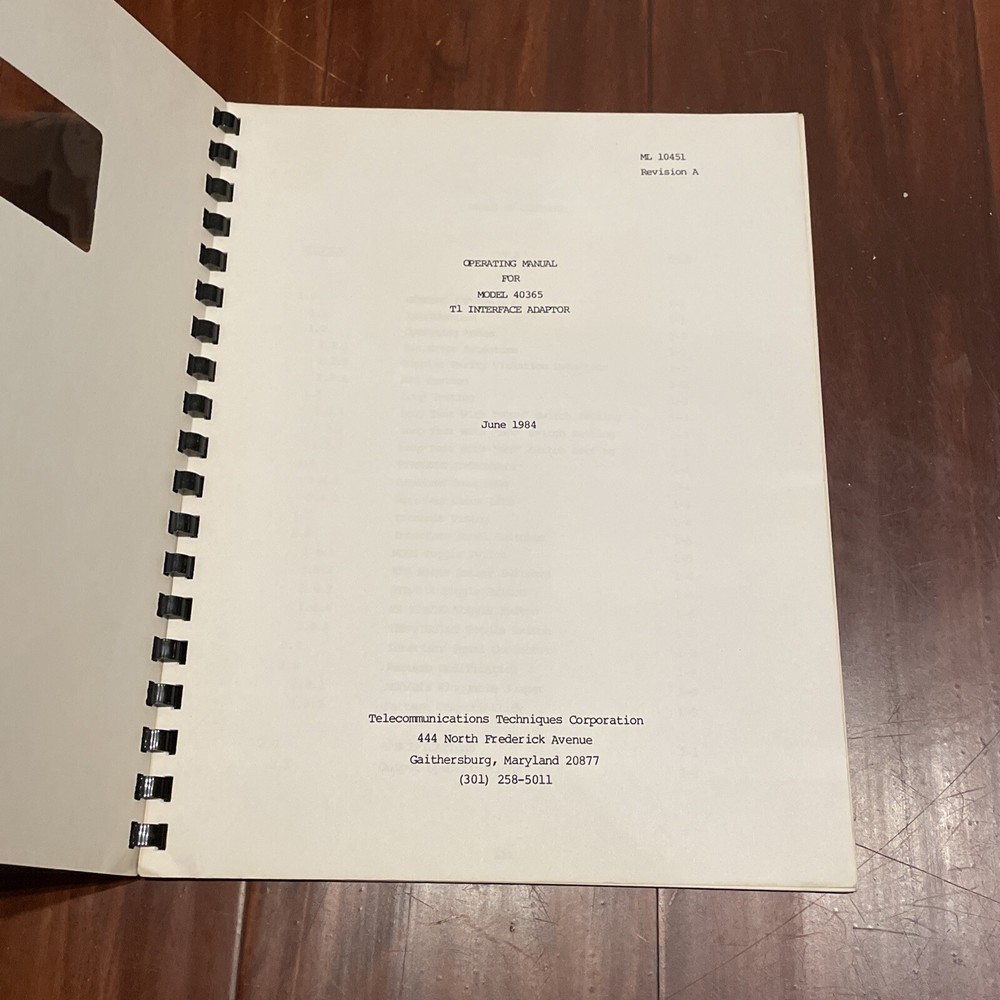 ML 10451
Revision A
OPERATING MANUAL
FOR
MODEL 40365
T1 INTERFACE ADAPTOR
June 1984
Telecommunications Techniques Corporation
444 North Frederick Avenue
Gaithersburg, Maryland 20877
(301) 258-5011